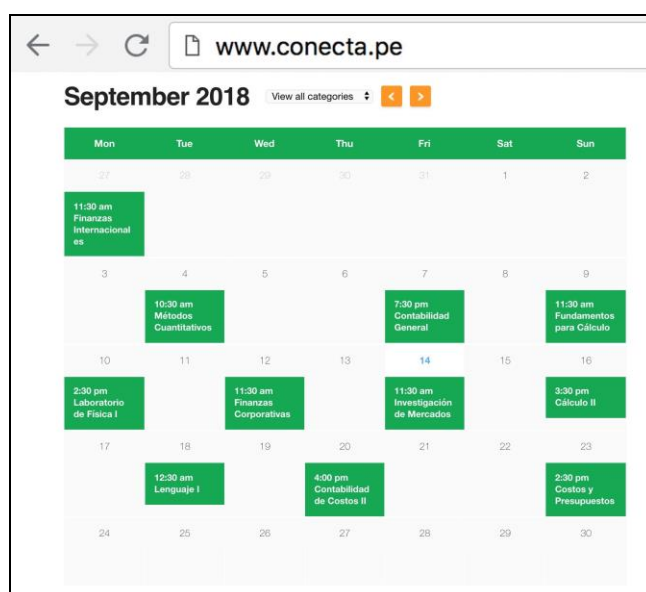 www.conecta.pe
September 2018 View all categories
Mon Tue Wed Thu Fri Sat Sun
27 28 29 30 31 1 2
11:30 am
Finanzas
Internacional
es
3 4 5 6 7 8 9
10:30 am
Métodos
Cuantitativos
7:30 pm
Contabilidad
General
11:30 am
Fundamentos
para Cálculo
10 11 12 13 14 15 16
2:30 pm
Laboratorio
de Física I
11:30 am
Finanzas
Corporativas
11:30 am
Investigación
de Mercados
3:30 pm
Cálculo II
17 18 19 20 21 22 23
12:30 am
Lenguaje I
4:00 pm
Contabilidad
de Costos II
2:30 pm
Costos y
Presupuestos
24 25 26 27 28 29 30